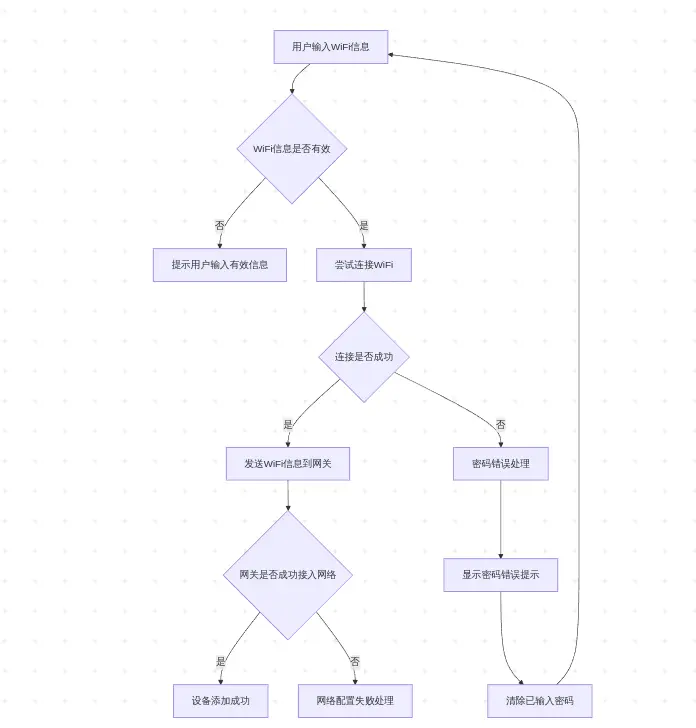 用户输入WiFi信息
WiFi信息是否有效
否
是
提示用户输入有效信息
尝试连接WiFi
连接是否成功
是
否
发送WiFi信息到网关
密码错误处理
网关是否成功接入网络
显示密码错误提示
是
否
设备添加成功
网络配置失败处理
清除已输入密码